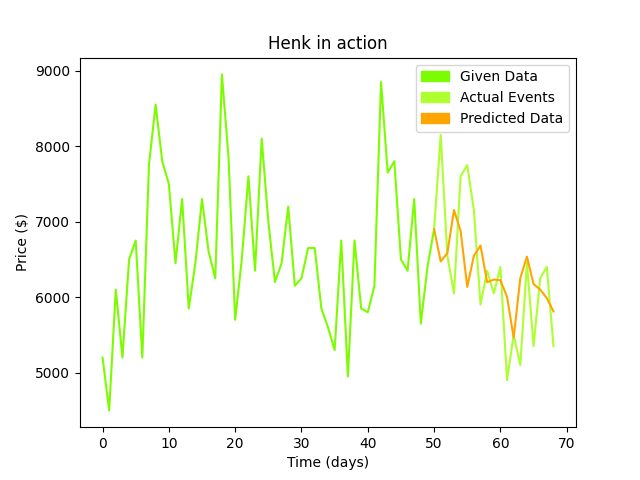 Henk in action
Given Data
Actual Events
Predicted Data
Price ($)
9000
8000
7000
6000
5000
0 10 20 30 40 50 60 70
Time (days)